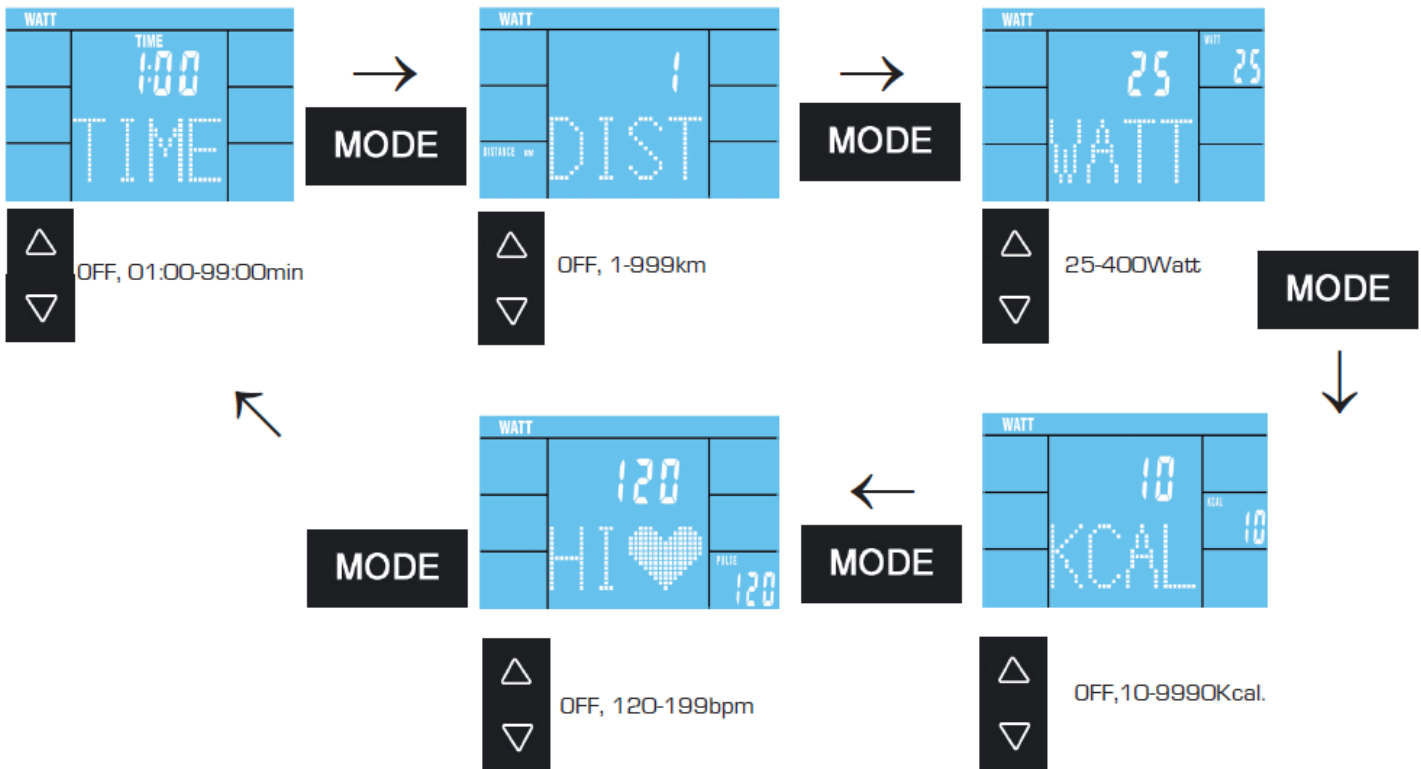 WATT
TIME
1:00
TIME
OFF, 01:00-99:00min
MODE
WATT
1
DISTANCE KM
DIST
OFF, 1-999km
MODE
WATT
25
WATT
25
WATT
25-400Watt
MODE
WATT
10
KCAL
10
KCAL
OFF,10-9990Kcal.
MODE
WATT
120
HI
PULSE
120
OFF, 120-199bpm
MODE